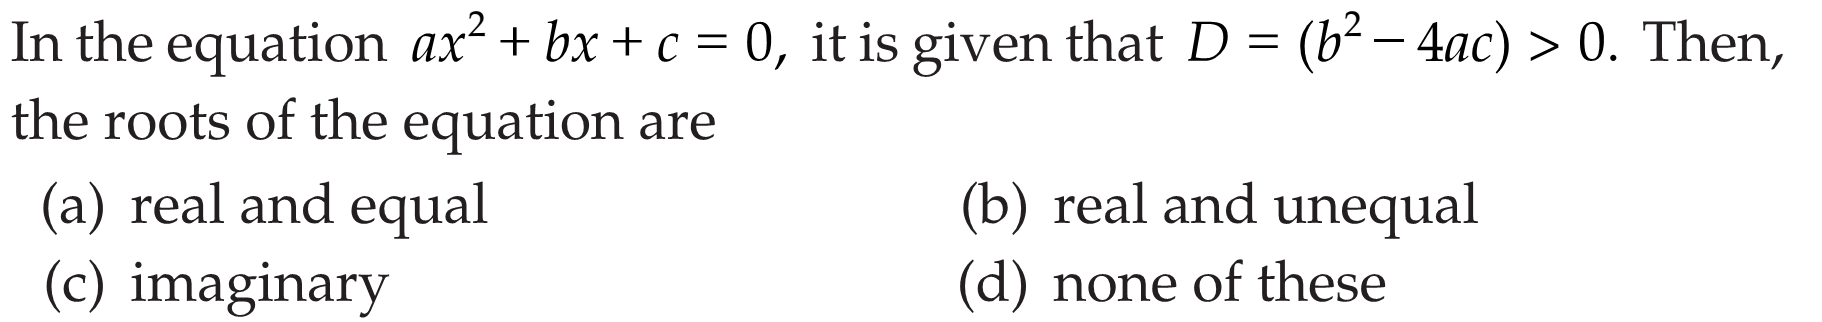 In the equation ax² + bx + c = 0, it is given that D = (b² − 4ac) > 0. Then,
the roots of the equation are
(a) real and equal (b) real and unequal
(c) imaginary (d) none of these